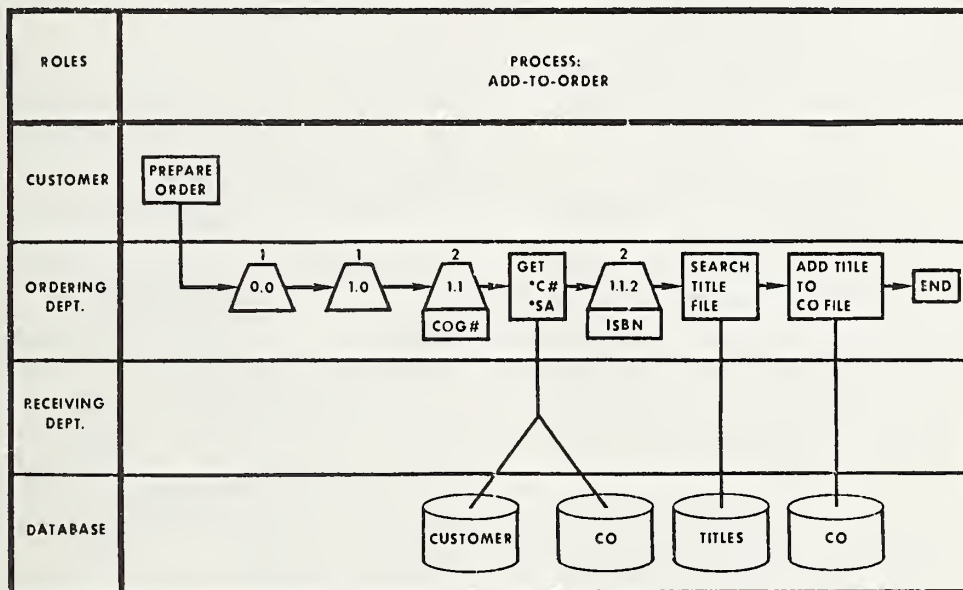 ROLES
PROCESS:
ADD-TO-ORDER
CUSTOMER
PREPARE
ORDER
ORDERING
DEPT.
1
0.0
1
1.0
2
1.1
COG#
GET
*C#
*SA
2
1.1.2
ISBN
SEARCH
TITLE
FILE
ADD TITLE
TO
CO FILE
END
RECEIVING
DEPT.
DATABASE
CUSTOMER
CO
TITLES
CO